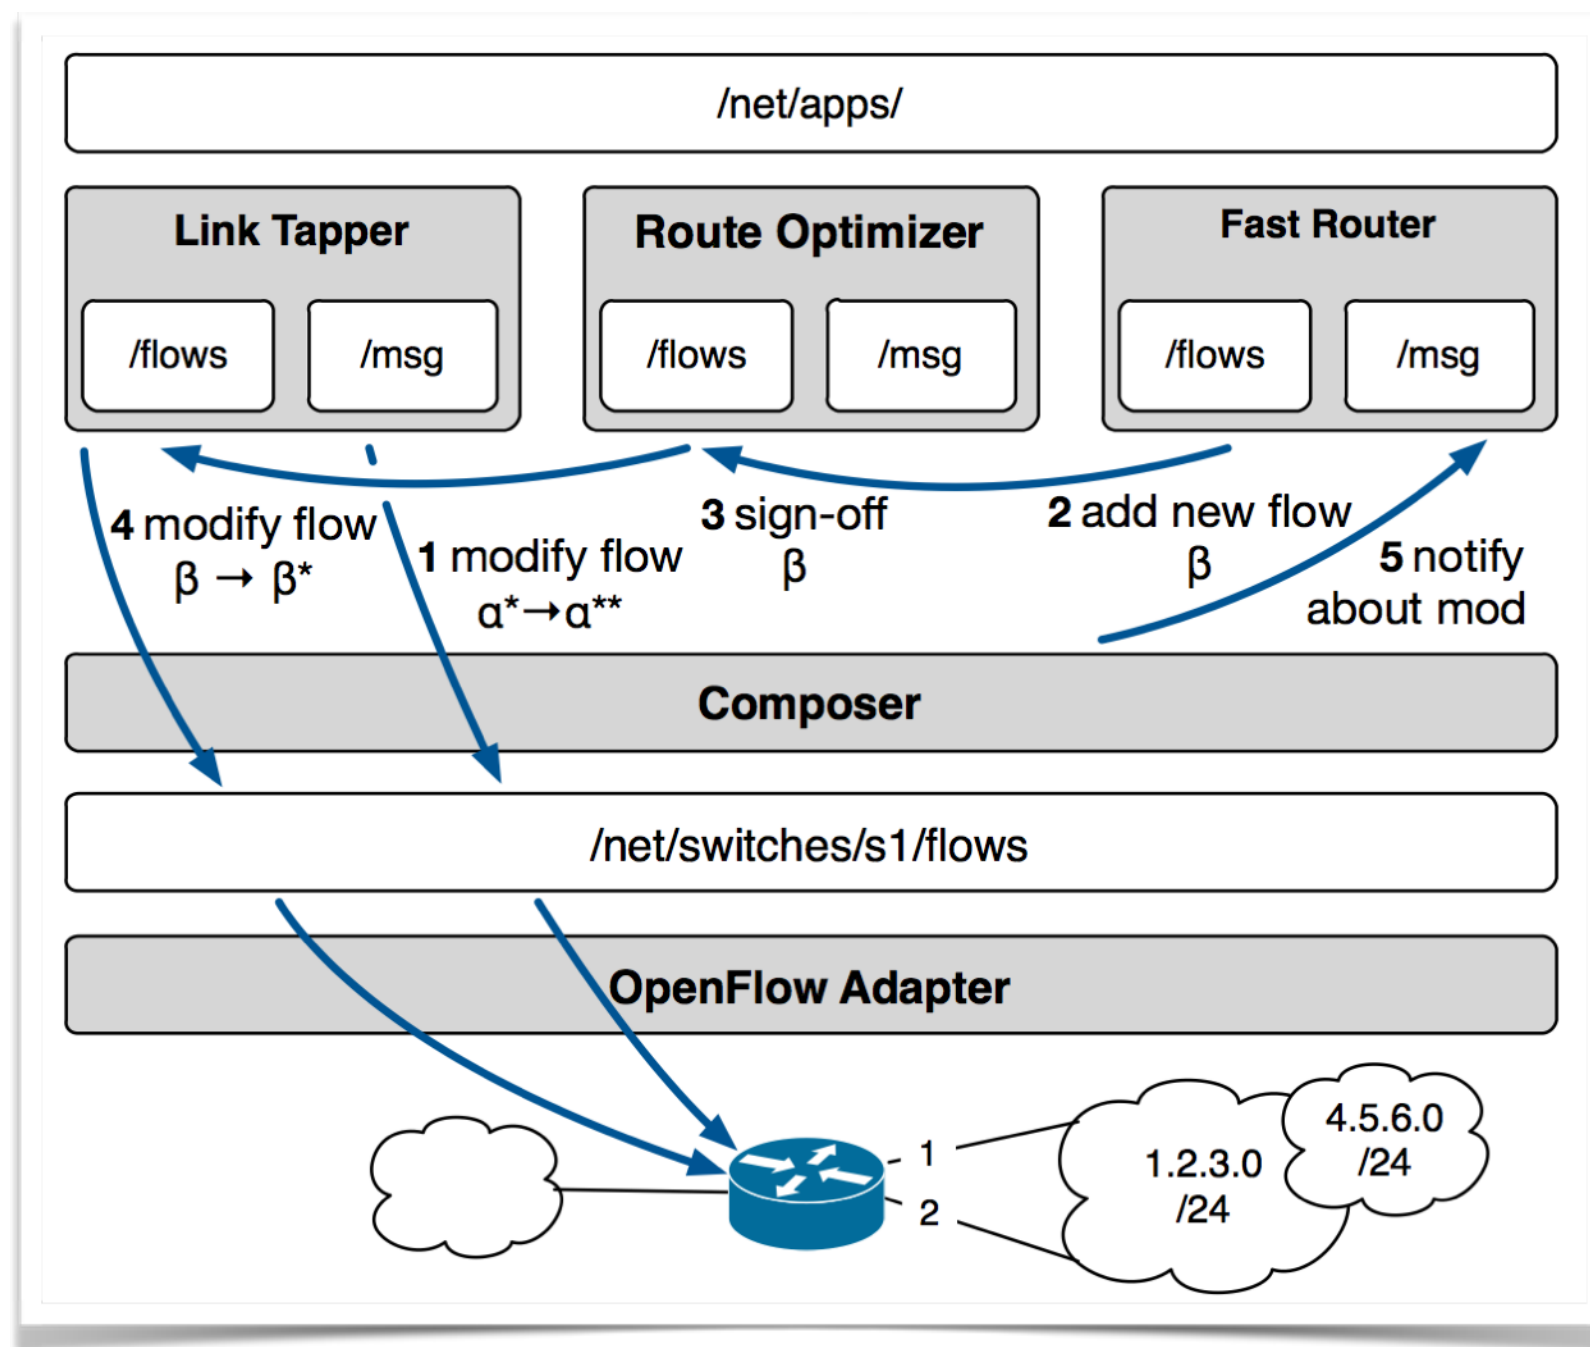 /net/apps/
Link Tapper
/flows
/msg
Route Optimizer
/flows
/msg
Fast Router
/flows
/msg
4 modify flow
β → β*
1 modify flow
α*→α**
3 sign-off
β
2 add new flow
β
5 notify
about mod
Composer
/net/switches/s1/flows
OpenFlow Adapter
1
2
1.2.3.0
/24
4.5.6.0
/24